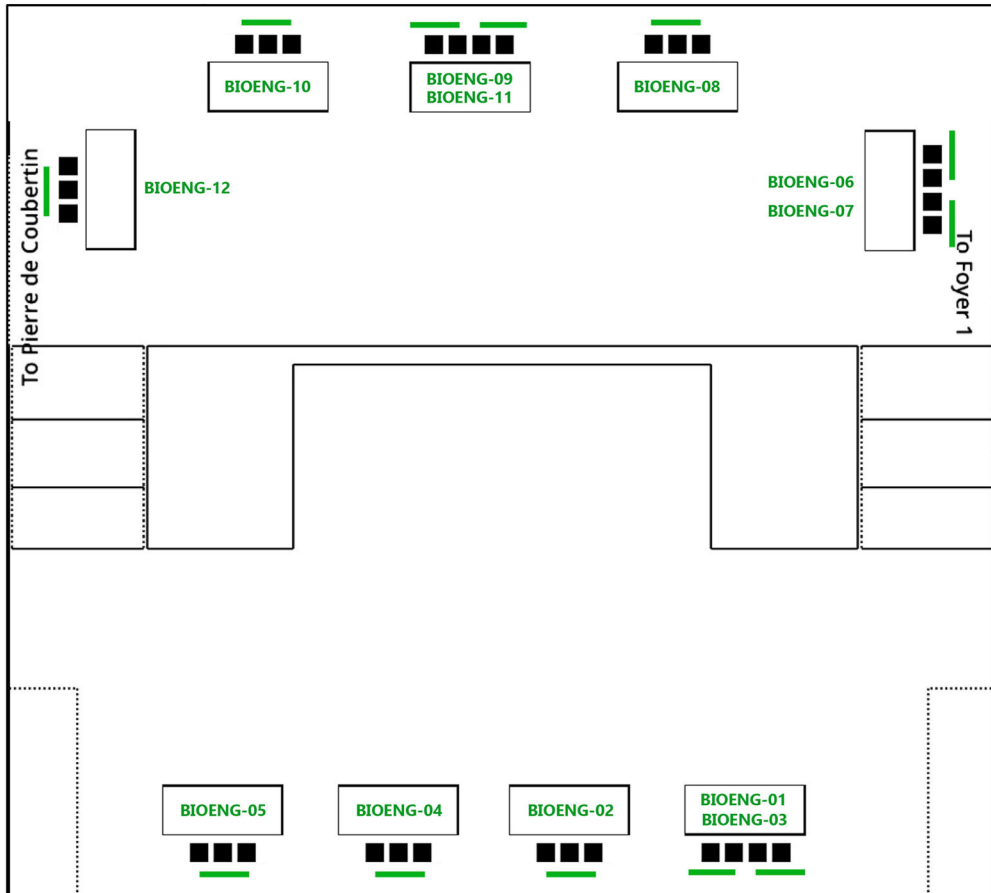 BIOENG-10
BIOENG-09
BIOENG-11
BIOENG-08
BIOENG-12
BIOENG-06
BIOENG-07
To Pierre de Coubertin
To Foyer 1
BIOENG-05
BIOENG-04
BIOENG-02
BIOENG-01
BIOENG-03